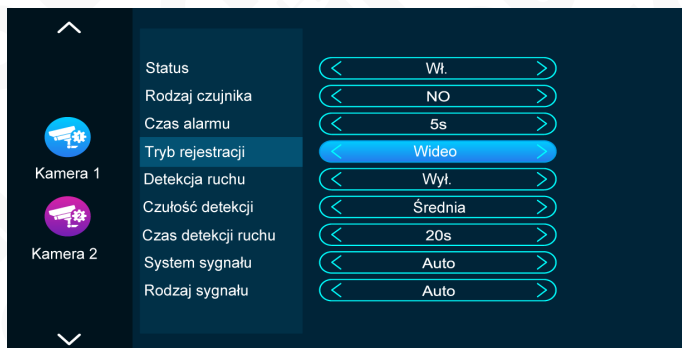 Kamera 1
Kamera 2
Status Wł.
Rodzaj czujnika NO
Czas alarmu 5s
Tryb rejestracji Wideo
Detekcja ruchu Wył.
Czułość detekcji Średnia
Czas detekcji ruchu 20s
System sygnału Auto
Rodzaj sygnału Auto